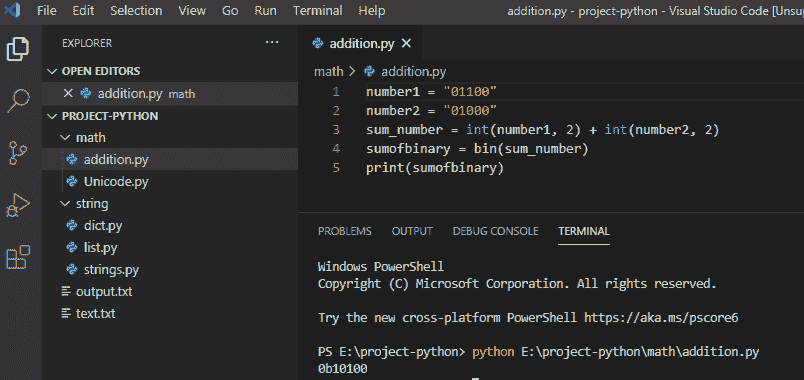 File Edit Selection View Go Run Terminal Help addition.py - project-python - Visual Studio Code [Unsup
EXPLORER ···
OPEN EDITORS
addition.py math
PROJECT-PYTHON
math
addition.py
Unicode.py
string
dict.py
list.py
strings.py
output.txt
text.txt
addition.py
math > addition.py
1 number1 = "01100"
2 number2 = "01000"
3 sum_number = int(number1, 2) + int(number2, 2)
4 sumofbinary = bin(sum_number)
5 print(sumofbinary)
PROBLEMS OUTPUT DEBUG CONSOLE TERMINAL
Windows PowerShell
Copyright (C) Microsoft Corporation. All rights reserved.
Try the new cross-platform PowerShell https://aka.ms/pscore6
PS E:\project-python> python E:\project-python\math\addition.py
0b10100